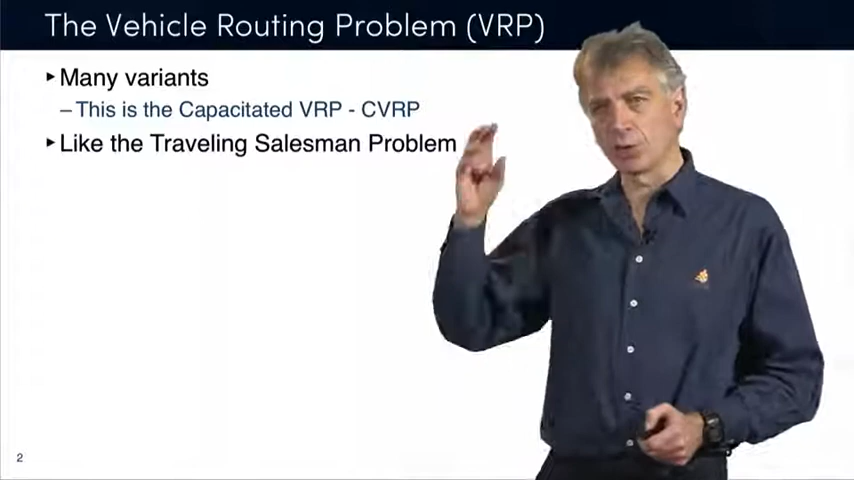 The Vehicle Routing Problem (VRP)
▸Many variants
–This is the Capacitated VRP - CVRP
▸Like the Traveling Salesman Problem
2